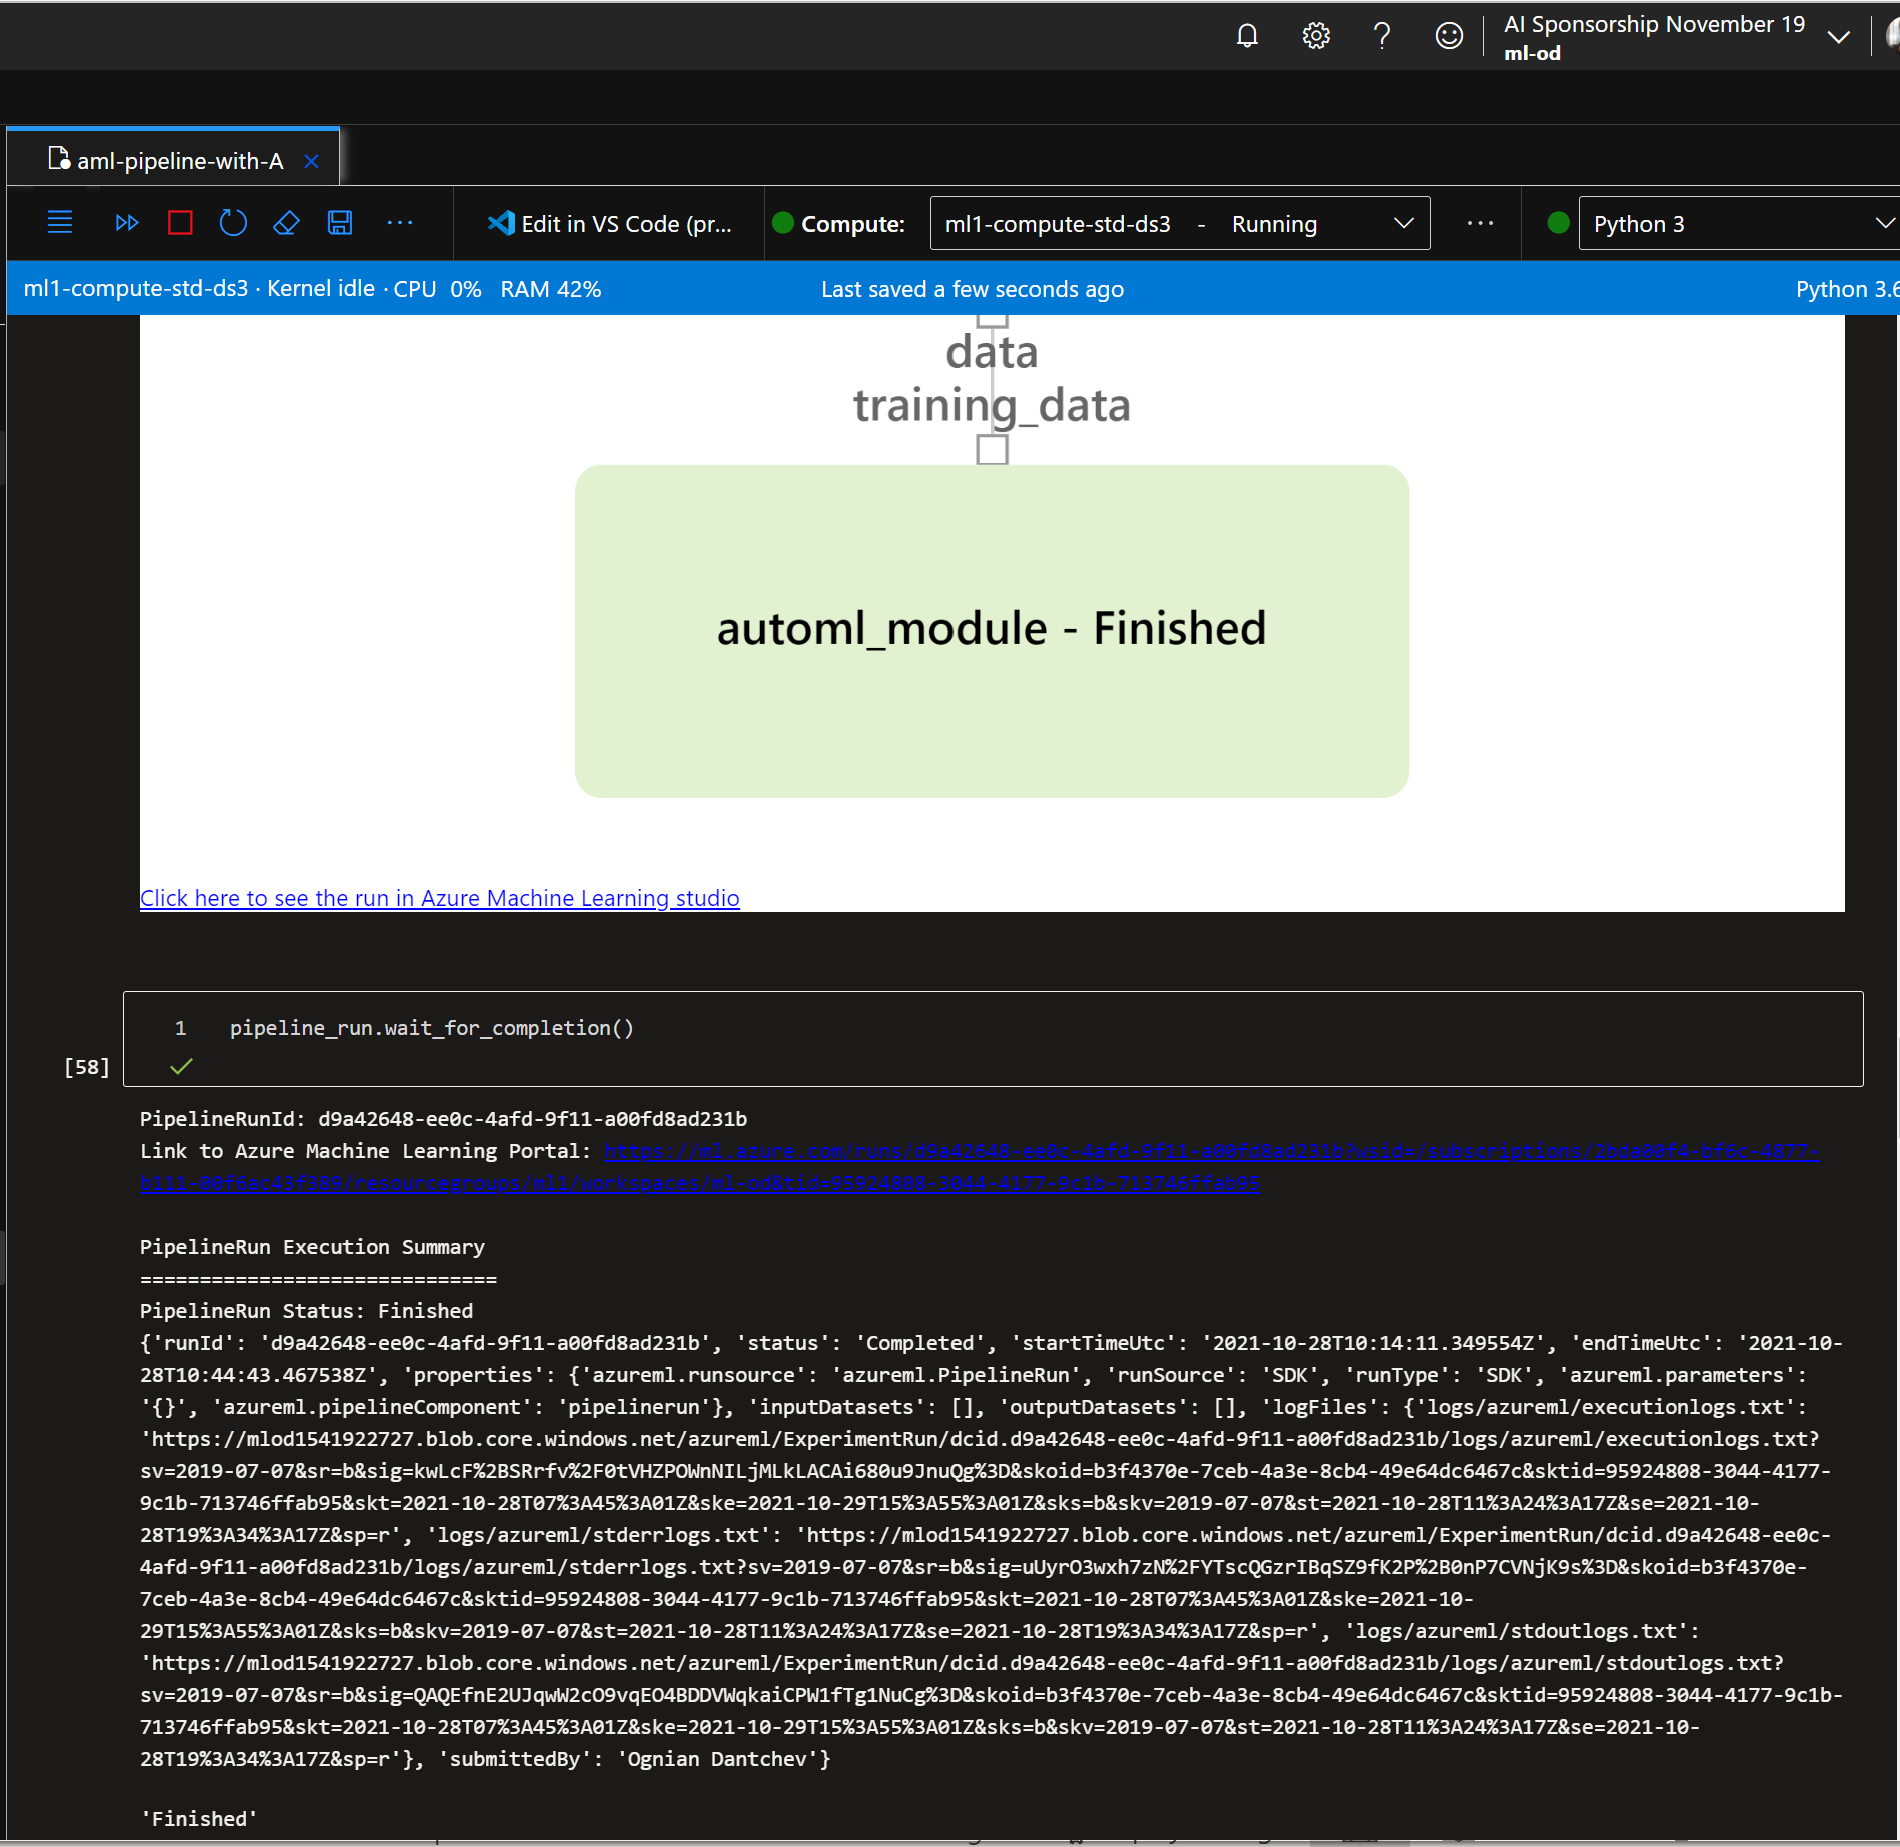 AI Sponsorship November 19
ml-od
aml-pipeline-with-A
Edit in VS Code (pr...
Compute:
ml1-compute-std-ds3 - Running
Python 3
ml1-compute-std-ds3 · Kernel idle · CPU 0% RAM 42%
Last saved a few seconds ago
Python 3.6
data
training_data
automl_module - Finished
Click here to see the run in Azure Machine Learning studio
1 pipeline_run.wait_for_completion()
[58]
PipelineRunId: d9a42648-ee0c-4afd-9f11-a00fd8ad231b
Link to Azure Machine Learning Portal: https://ml.azure.com/runs/d9a42648-ee0c-4afd-9f11-a00fd8ad231b?wsid=/subscriptions/2bda00f4-bf6c-4877-
b111-00f6ac43f389/resourcegroups/ml1/workspaces/ml-od&tid=95924808-3044-4177-9c1b-713746ffab95
PipelineRun Execution Summary
==============================
PipelineRun Status: Finished
{'runId': 'd9a42648-ee0c-4afd-9f11-a00fd8ad231b', 'status': 'Completed', 'startTimeUtc': '2021-10-28T10:14:11.349554Z', 'endTimeUtc': '2021-10-
28T10:44:43.467538Z', 'properties': {'azureml.runsource': 'azureml.PipelineRun', 'runSource': 'SDK', 'runType': 'SDK', 'azureml.parameters':
'{}', 'azureml.pipelineComponent': 'pipelinerun'}, 'inputDatasets': [], 'outputDatasets': [], 'logFiles': {'logs/azureml/executionlogs.txt':
'https://mlod1541922727.blob.core.windows.net/azureml/ExperimentRun/dcid.d9a42648-ee0c-4afd-9f11-a00fd8ad231b/logs/azureml/executionlogs.txt?
sv=2019-07-07&sr=b&sig=kwLcF%2BSRrfv%2F0tVHZPOWnNILjMLkLACAi680u9JnuQg%3D&skoid=b3f4370e-7ceb-4a3e-8cb4-49e64dc6467c&sktid=95924808-3044-4177-
9c1b-713746ffab95&skt=2021-10-28T07%3A45%3A01Z&ske=2021-10-29T15%3A55%3A01Z&sks=b&skv=2019-07-07&st=2021-10-28T11%3A24%3A17Z&se=2021-10-
28T19%3A34%3A17Z&sp=r', 'logs/azureml/stderrlogs.txt': 'https://mlod1541922727.blob.core.windows.net/azureml/ExperimentRun/dcid.d9a42648-ee0c-
4afd-9f11-a00fd8ad231b/logs/azureml/stderrlogs.txt?sv=2019-07-07&sr=b&sig=uUyrO3wxh7zN%2FYTscQGzrIBqSZ9fK2P%2B0nP7CVNjK9s%3D&skoid=b3f4370e-
7ceb-4a3e-8cb4-49e64dc6467c&sktid=95924808-3044-4177-9c1b-713746ffab95&skt=2021-10-28T07%3A45%3A01Z&ske=2021-10-
29T15%3A55%3A01Z&sks=b&skv=2019-07-07&st=2021-10-28T11%3A24%3A17Z&se=2021-10-28T19%3A34%3A17Z&sp=r', 'logs/azureml/stdoutlogs.txt':
'https://mlod1541922727.blob.core.windows.net/azureml/ExperimentRun/dcid.d9a42648-ee0c-4afd-9f11-a00fd8ad231b/logs/azureml/stdoutlogs.txt?
sv=2019-07-07&sr=b&sig=QAQEfnE2UJqwW2cO9vqEO4BDDVWqkaiCPW1fTg1NuCg%3D&skoid=b3f4370e-7ceb-4a3e-8cb4-49e64dc6467c&sktid=95924808-3044-4177-9c1b-
713746ffab95&skt=2021-10-28T07%3A45%3A01Z&ske=2021-10-29T15%3A55%3A01Z&sks=b&skv=2019-07-07&st=2021-10-28T11%3A24%3A17Z&se=2021-10-
28T19%3A34%3A17Z&sp=r'}, 'submittedBy': 'Ognian Dantchev'}
'Finished'